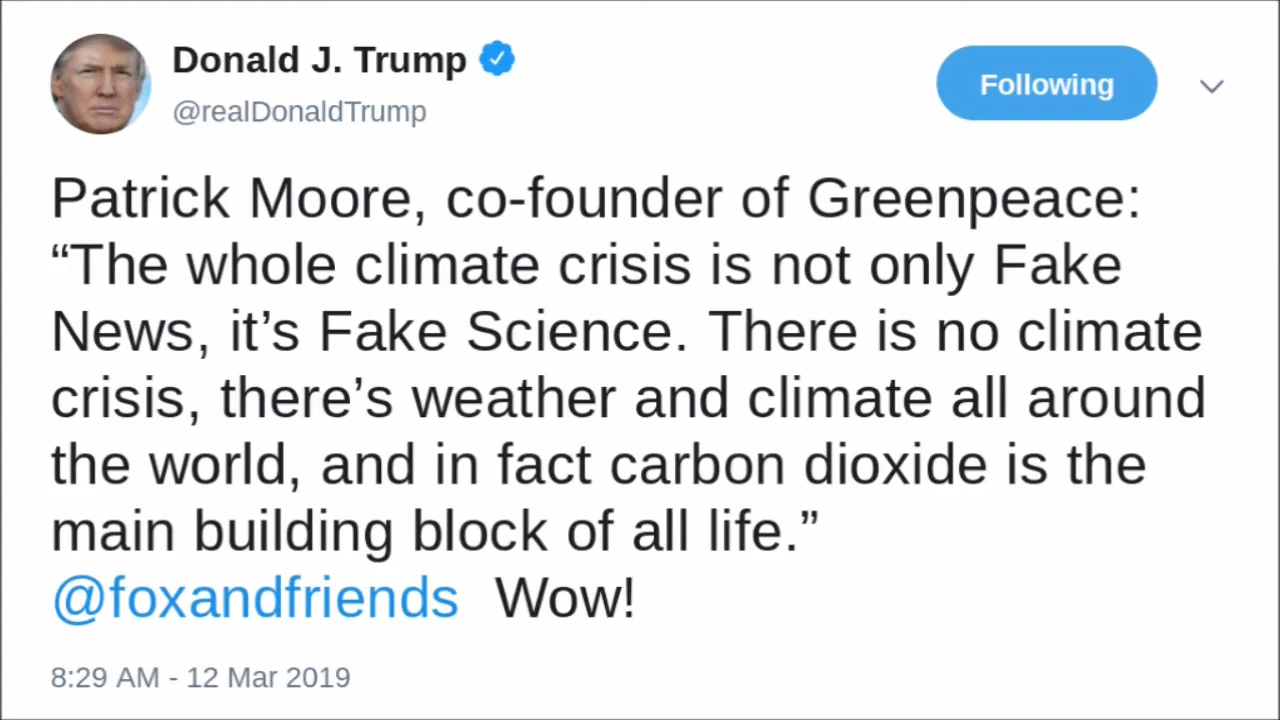 Donald J. Trump
@realDonaldTrump
Following
Patrick Moore, co-founder of Greenpeace:
“The whole climate crisis is not only Fake
News, it’s Fake Science. There is no climate
crisis, there’s weather and climate all around
the world, and in fact carbon dioxide is the
main building block of all life.”
@foxandfriends Wow!
8:29 AM - 12 Mar 2019